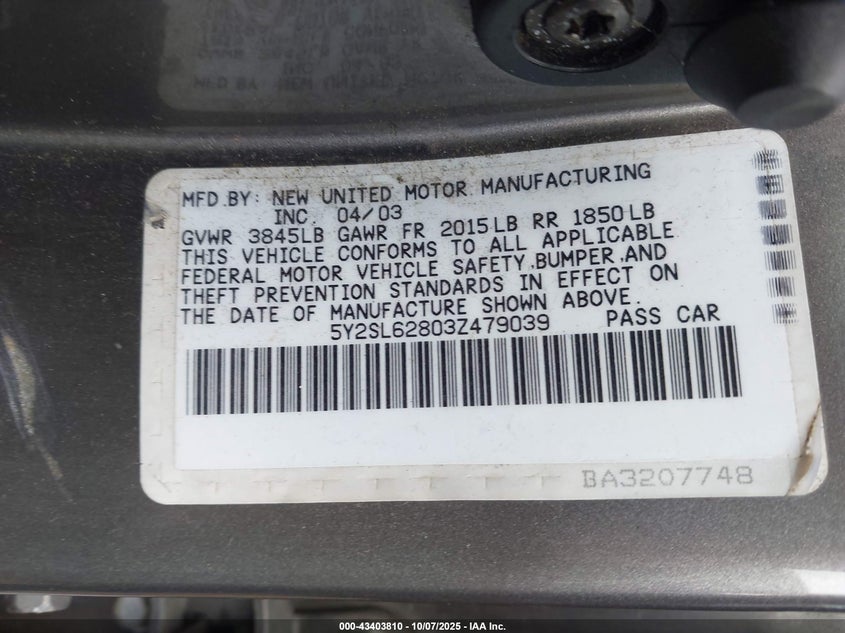 MFD.BY: NEW UNITED MOTOR MANUFACTURING
INC. 04/03
GVWR 3845LB GAWR FR 2015LB RR 1850LB
THIS VEHICLE CONFORMS TO ALL APPLICABLE
FEDERAL MOTOR VEHICLE SAFETY,BUMPER,AND
THEFT PREVENTION STANDARDS IN EFFECT ON
THE DATE OF MANUFACTURE SHOWN ABOVE.
5Y2SL62803Z479039 PASS CAR
BA3207748
000-43403810 - 10/07/2025 - IAA Inc.